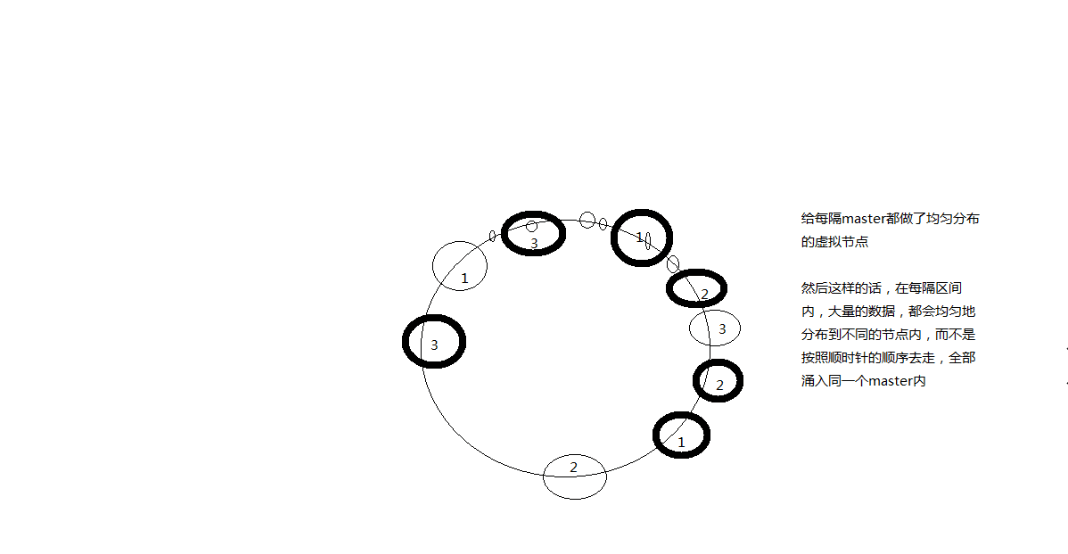 3
1
1
2
3
3
2
1
2
给每隔master都做了均匀分布
的虚拟节点
然后这样的话，在每隔区间
内，大量的数据，都会均匀地
分布到不同的节点内，而不是
按照顺时针的顺序去走，全部
涌入同一个master内